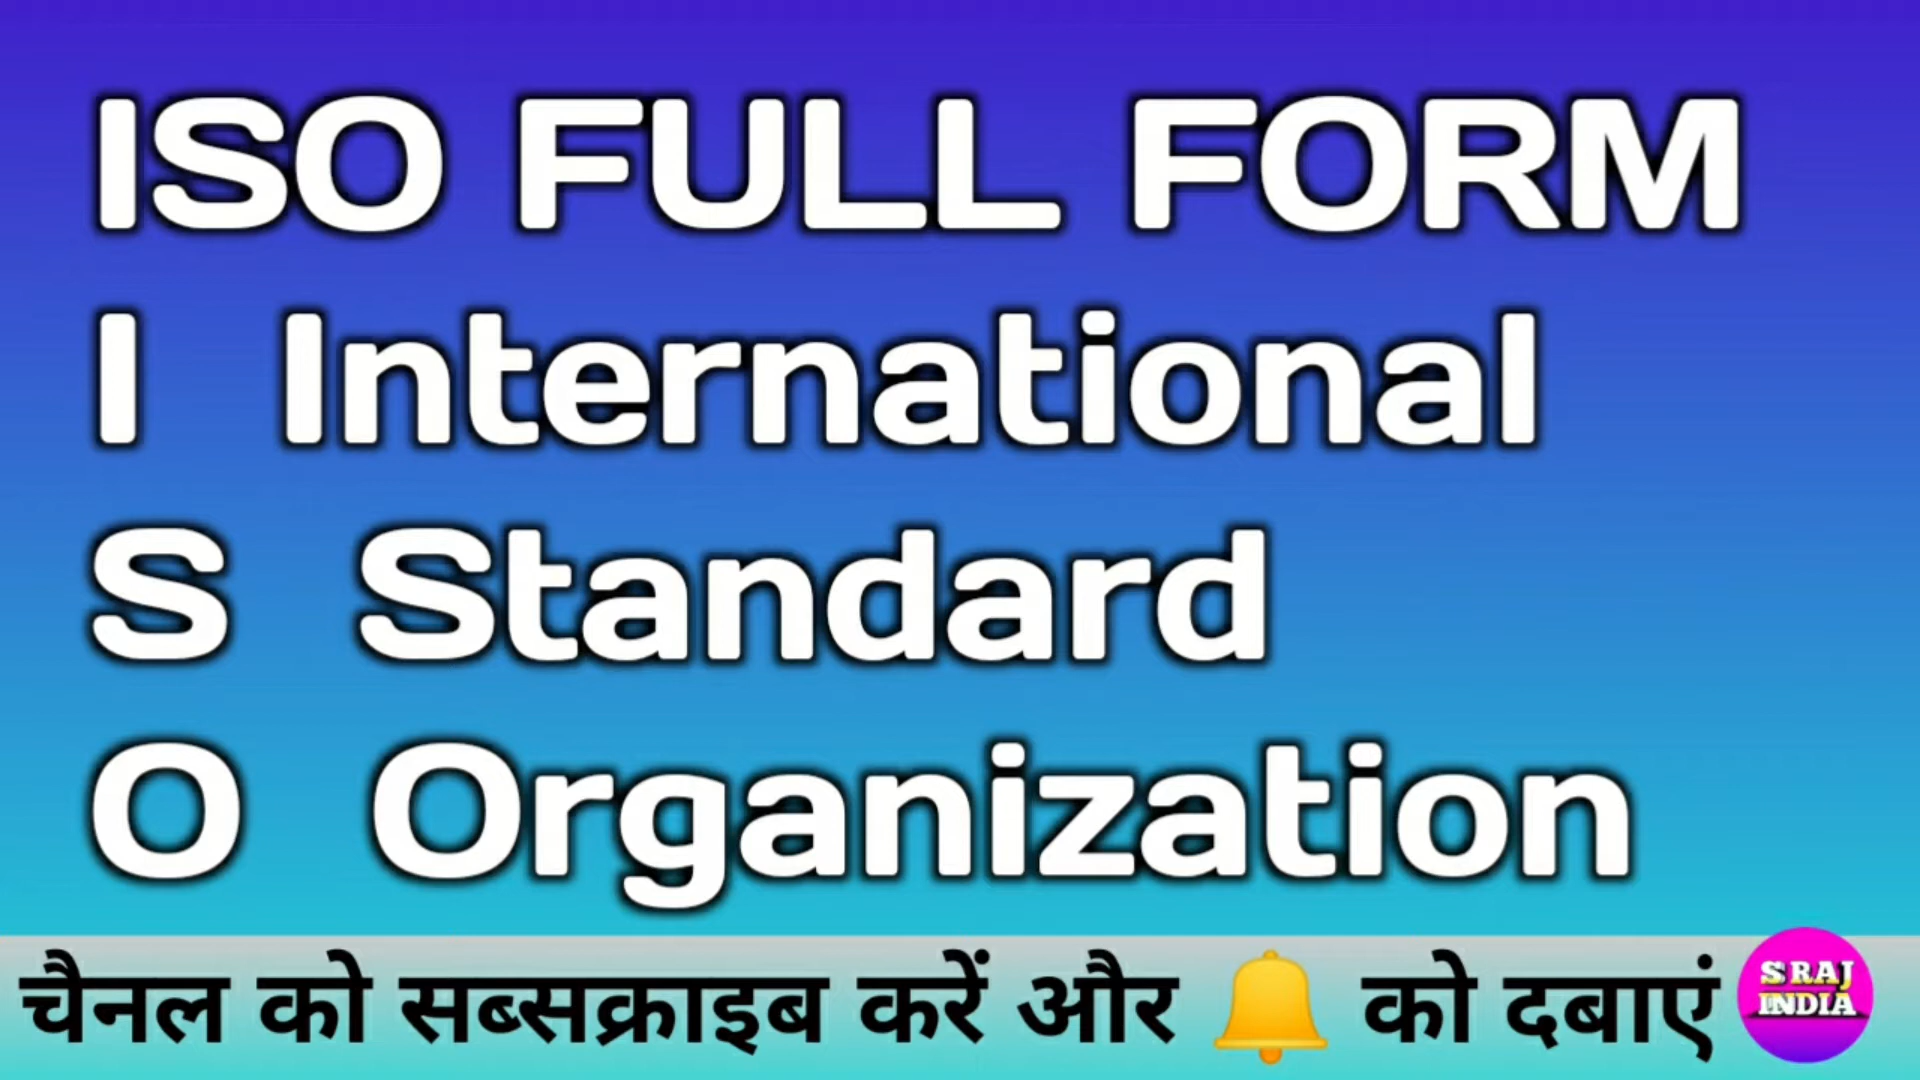 ISO FULL FORM
I International
S Standard
O Organization
चैनल को सब्सक्राइब करें और 🔔 को दबाएं
S RAJ
INDIA